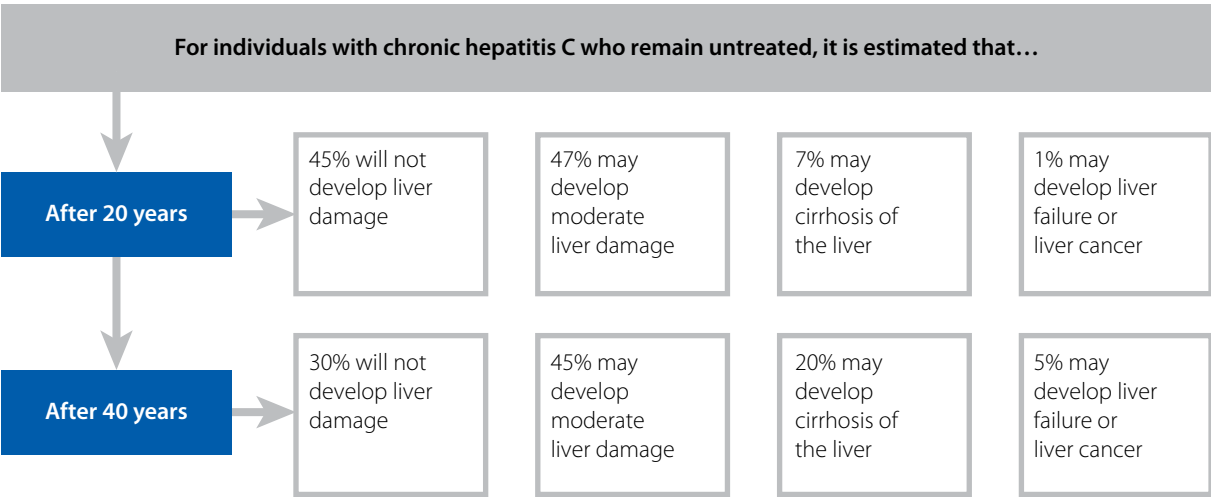 For individuals with chronic hepatitis C who remain untreated, it is estimated that…
After 20 years
45% will not
develop liver
damage
47% may
develop
moderate
liver damage
7% may
develop
cirrhosis of
the liver
1% may
develop liver
failure or
liver cancer
After 40 years
30% will not
develop liver
damage
45% may
develop
moderate
liver damage
20% may
develop
cirrhosis of
the liver
5% may
develop liver
failure or
liver cancer